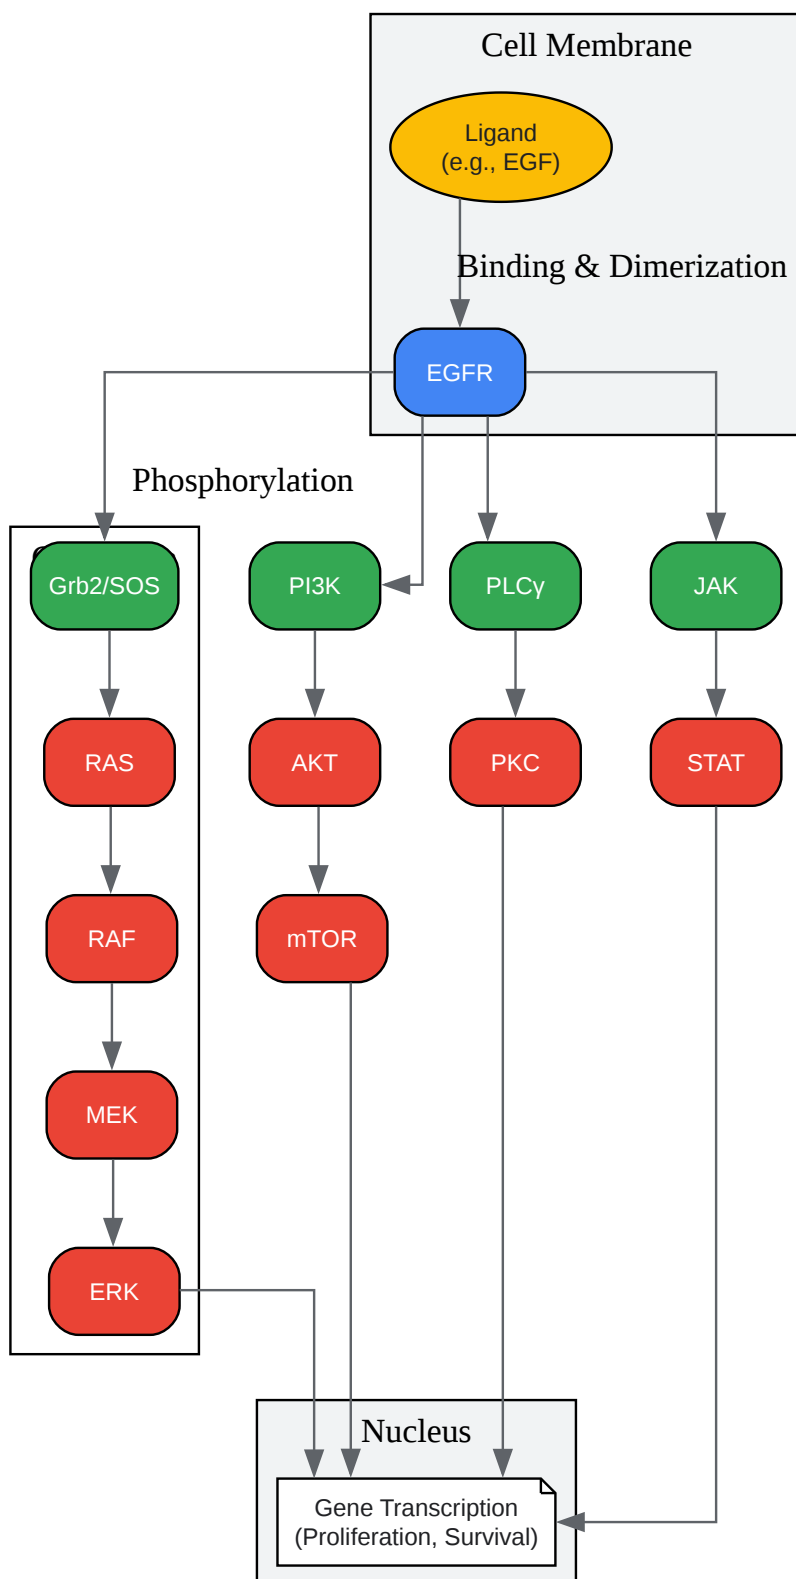 Cell Membrane
Ligand
(e.g., EGF)
Binding & Dimerization
EGFR
Phosphorylation
Grb2/SOS
PI3K
PLCγ
JAK
RAS
AKT
PKC
STAT
RAF
mTOR
MEK
ERK
Nucleus
Gene Transcription
(Proliferation, Survival)